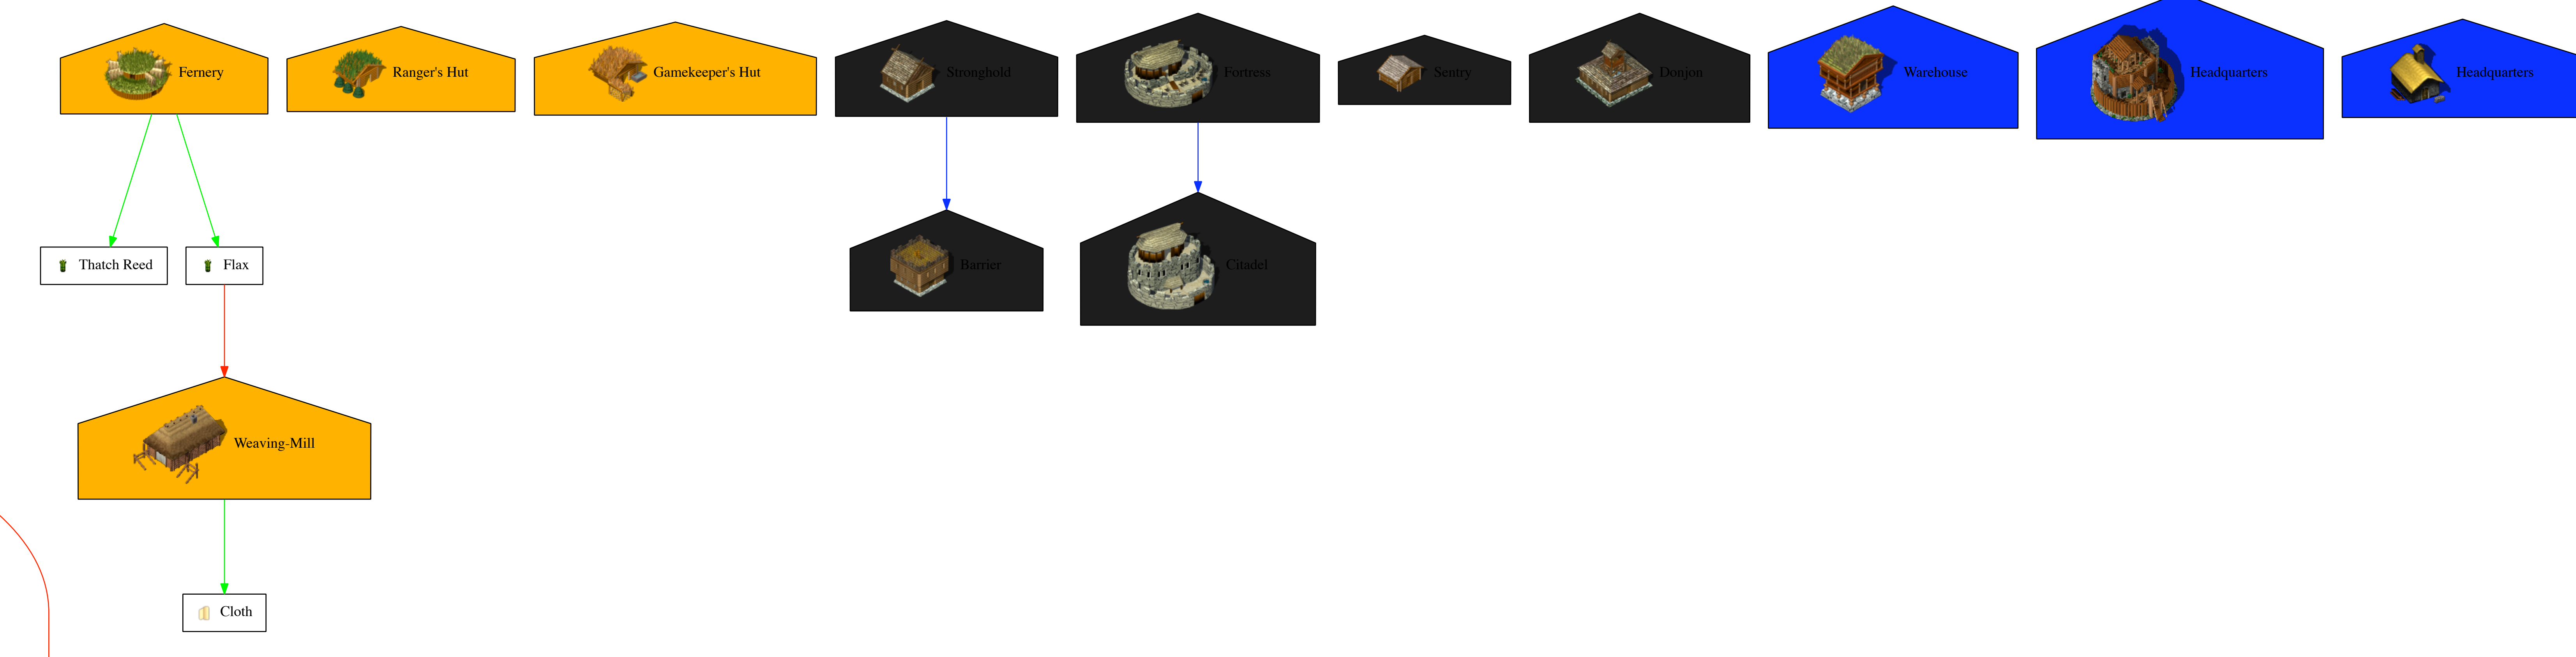 Fernery
Ranger's Hut
Gamekeeper's Hut
Stronghold
Fortress
Sentry
Donjon
Warehouse
Headquarters
Headquarters
Thatch Reed
Flax
Barrier
Citadel
Weaving-Mill
Cloth